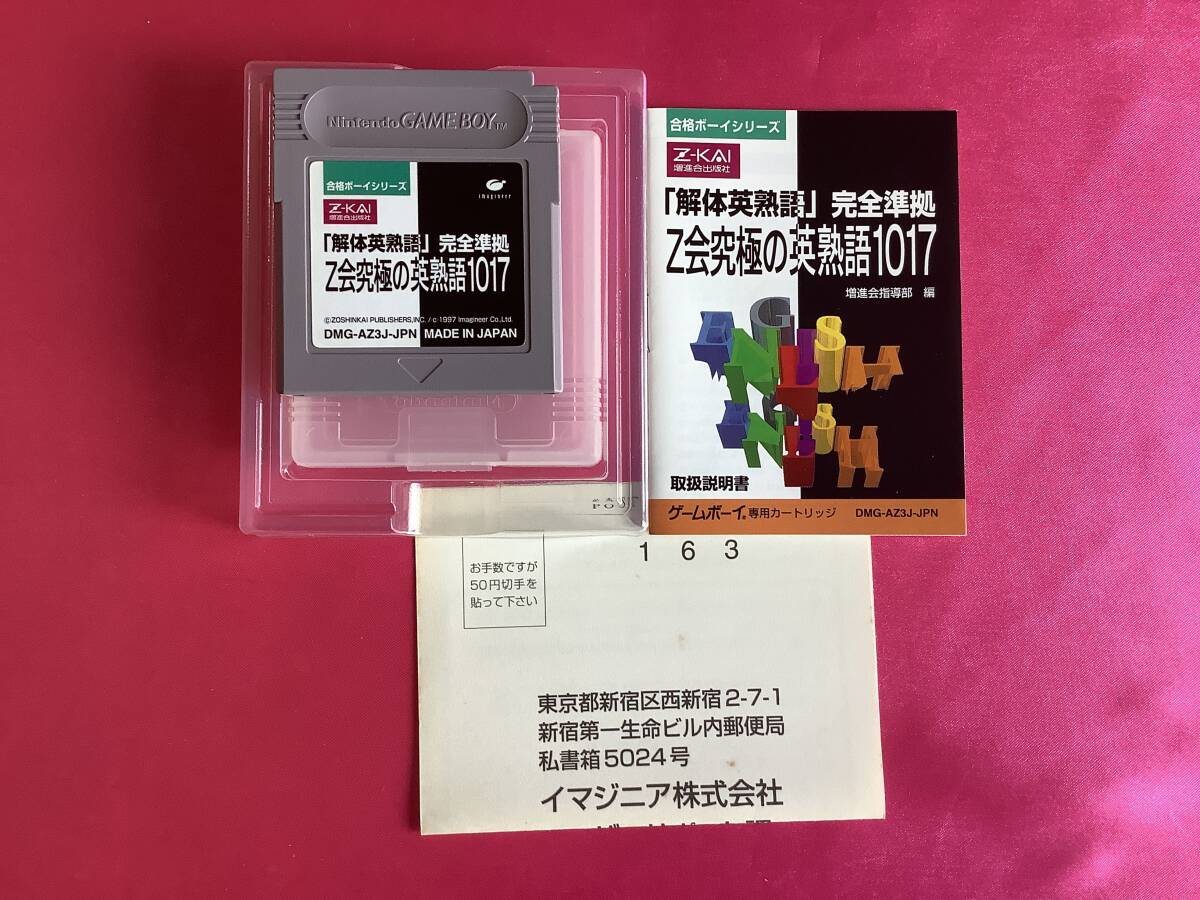 Nintendo GAME BOY TM
合格ボーイシリーズ
imagineer
Z-KAI
増進会出版社
「解体英熟語」完全準拠
Z会究極の英熟語1017
©ZOSHINKAI PUBLISHERS,INC. / c 1997 Imagineer Co.,Ltd.
DMG-AZ3J-JPN MADE IN JAPAN
合格ボーイシリーズ
Z-KAI
増進会出版社
「解体英熟語」完全準拠
Z会究極の英熟語1017
増進会指導部 編
ENGLISH
取扱説明書
ゲームボーイ®専用カートリッジ DMG-AZ3J-JPN
163
お手数ですが
50円切手を
貼って下さい
東京都新宿区西新宿2-7-1
新宿第一生命ビル内郵便局
私書箱5024号
イマジニア株式会社